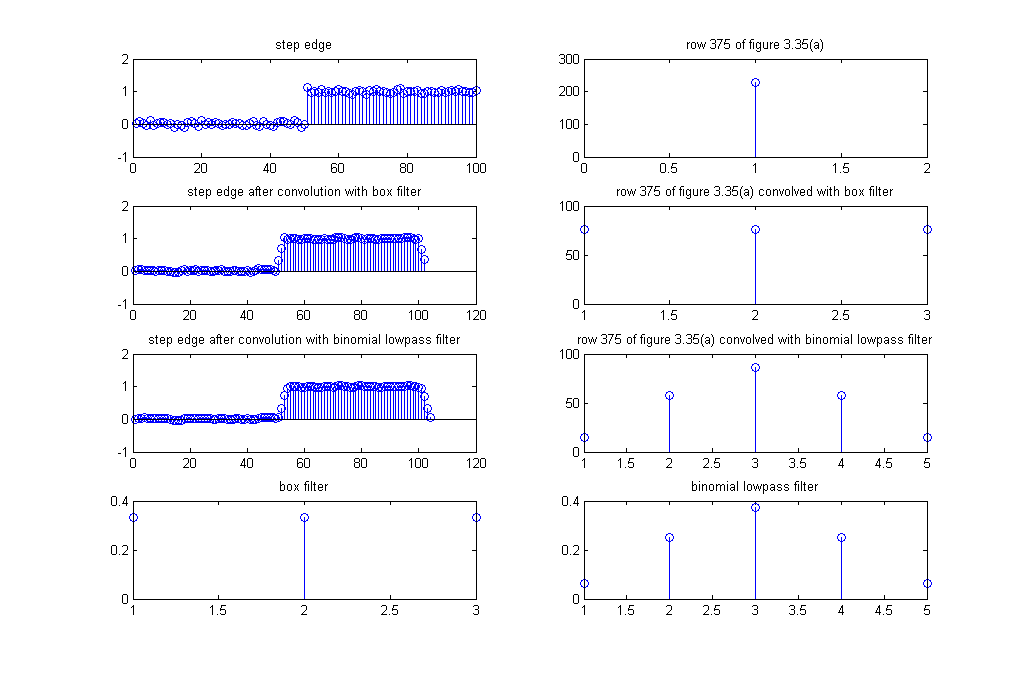 step edge
2
1
0
-1
0 20 40 60 80 100
row 375 of figure 3.35(a)
300
200
100
0
0 0.5 1 1.5 2
step edge after convolution with box filter
2
1
0
-1
0 20 40 60 80 100 120
row 375 of figure 3.35(a) convolved with box filter
100
50
0
1 1.5 2 2.5 3
step edge after convolution with binomial lowpass filter
2
1
0
-1
0 20 40 60 80 100 120
row 375 of figure 3.35(a) convolved with binomial lowpass filter
100
50
0
1 1.5 2 2.5 3 3.5 4 4.5 5
box filter
0.4
0.2
0
1 1.5 2 2.5 3
binomial lowpass filter
0.4
0.2
0
1 1.5 2 2.5 3 3.5 4 4.5 5